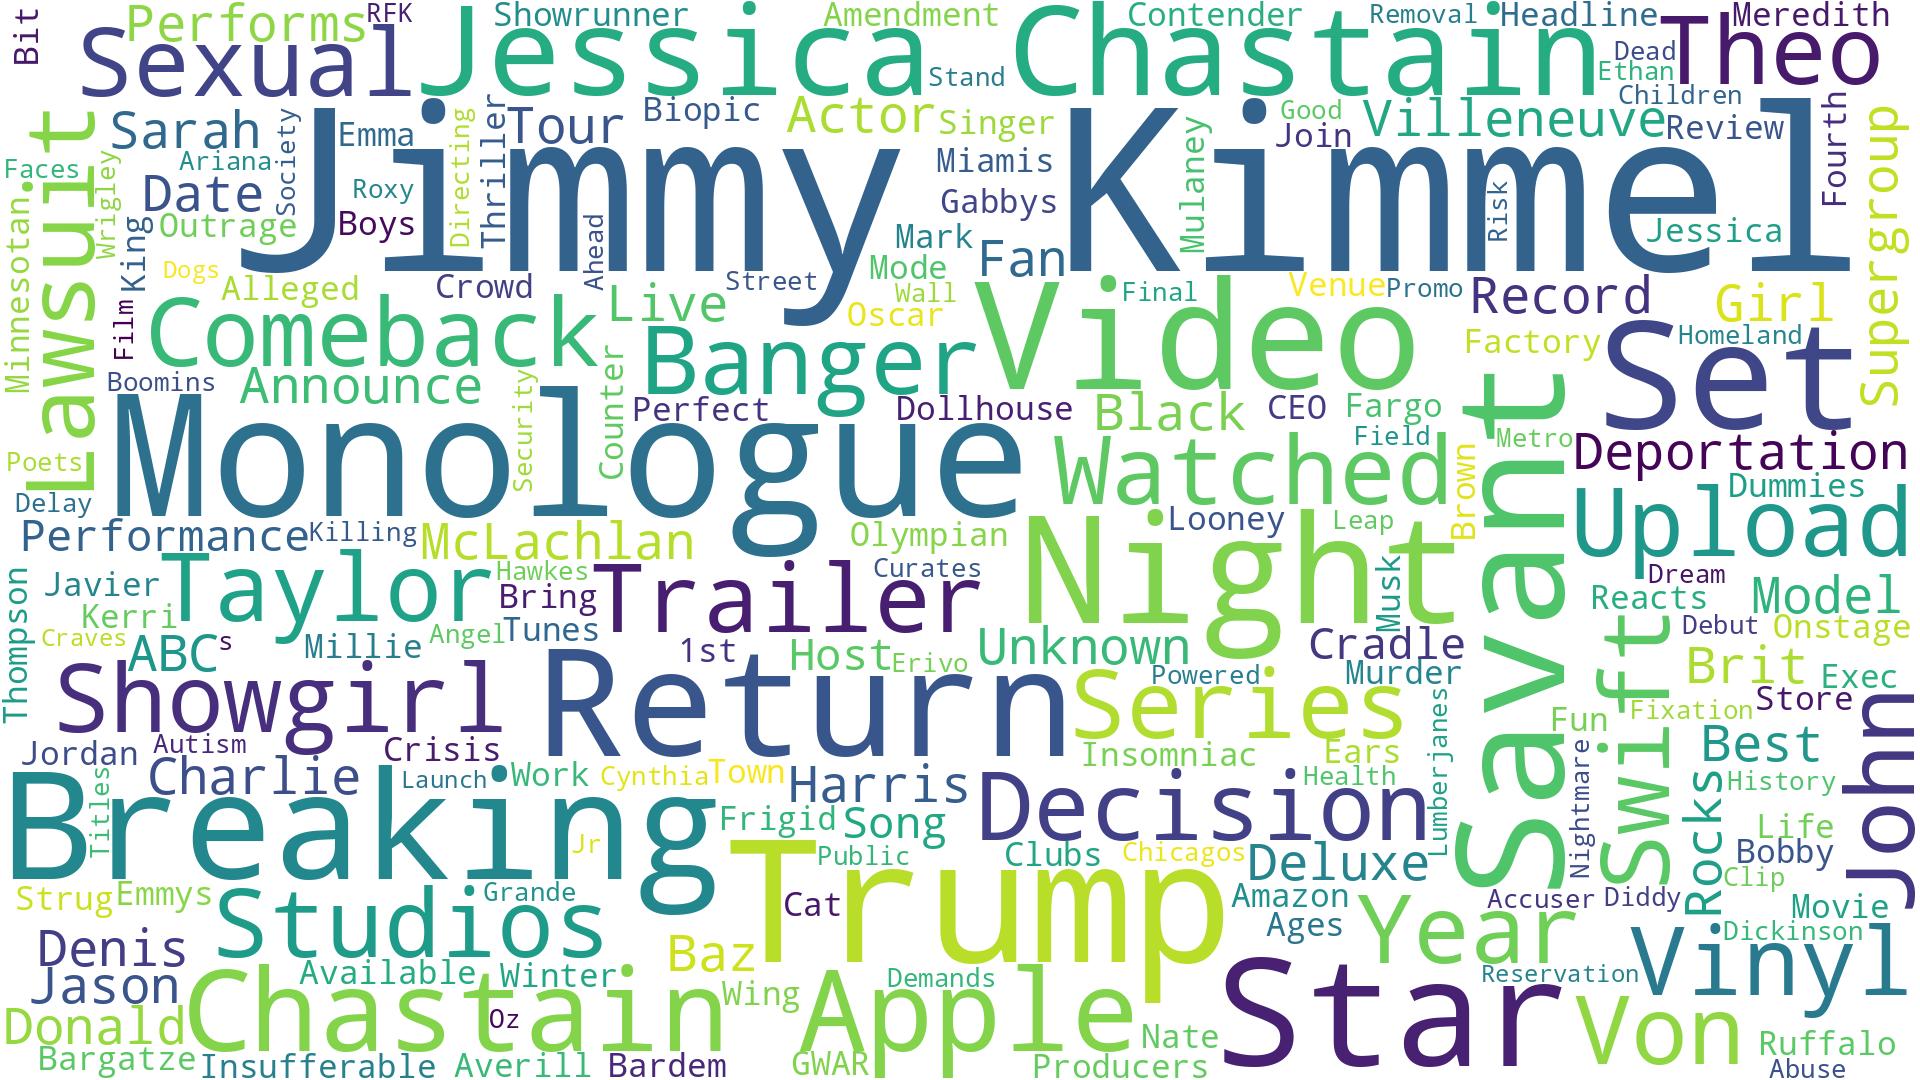 Bit
Performs
RFK
Showrunner
Amendment
Contender
Removal
Headline
Meredith
Sexual
Jessica Chastain
Theo
Dead
Ethan
Stand
Children
Lawsuit
Sarah
Society
Emma
Directing
Thriller
Tour
Biopic
Actor
Singer
Good
Join
Villeneuve
Review
Fourth
Supergroup
Faces
Ariana
Wrigley
Date
Roxy
Jimmy Kimmel
Miamis
Mulaney
Minnesotan
Outrage
Boys
Gabbys
Risk
Jessica
King
Ahead
Mark
Fan
Dogs
Alleged
Crowd
Street
Mode
Wall
Final
Venue
Promo
Record
Girl
Film
Comeback
Live
Oscar
Video
Factory
Set
Homeland
Boomins
Announce
Security
Counter
Banger
Perfect
Dollhouse
Black
CEO
Fargo
Savant
Poets
Monologue
Watched
Field
Brown
Metro
Deportation
Delay
Dummies
Performance
Killing
McLachlan
Olympian
Looney
Leap
Upload
Thompson
Javier
Taylor
Hawkes
Trailer
Curates
Night
Musk
Dream
Kerri
Bring
Reacts
Model
Craves
ABC
s
Millie
Angel
Tunes
1st
Host
Erivo
Unknown
Cradle
Swift
Debut
Onstage
Showgirl
Return
Series
Powered
Murder
Brit
Exec
Lumberjanes
Fixation
Store
John
Jordan
Autism
Crisis
Insomniac
Ears
Fun
Nightmare
Best
Titles
Charlie
Launch
Work
Cynthia
Town
Harris
Decision
Health
Rocks
History
Breaking
Jr
Frigid
Song
Life
Trump
Public
Clubs
Chicagos
Deluxe
Bobby
Clip
Strug
Emmys
Grande
Cat
Amazon
Accuser
Diddy
Movie
Studios
Ages
Year
Dickinson
Denis
Baz
Vinyl
Jason
Available
Winter
Wing
Demands
Star
Reservation
Donald
Chastain
Oz
Apple
Nate
Von
Ruffalo
Bargatze
Insufferable
Averill
Bardem
GWAR
Producers
Abuse